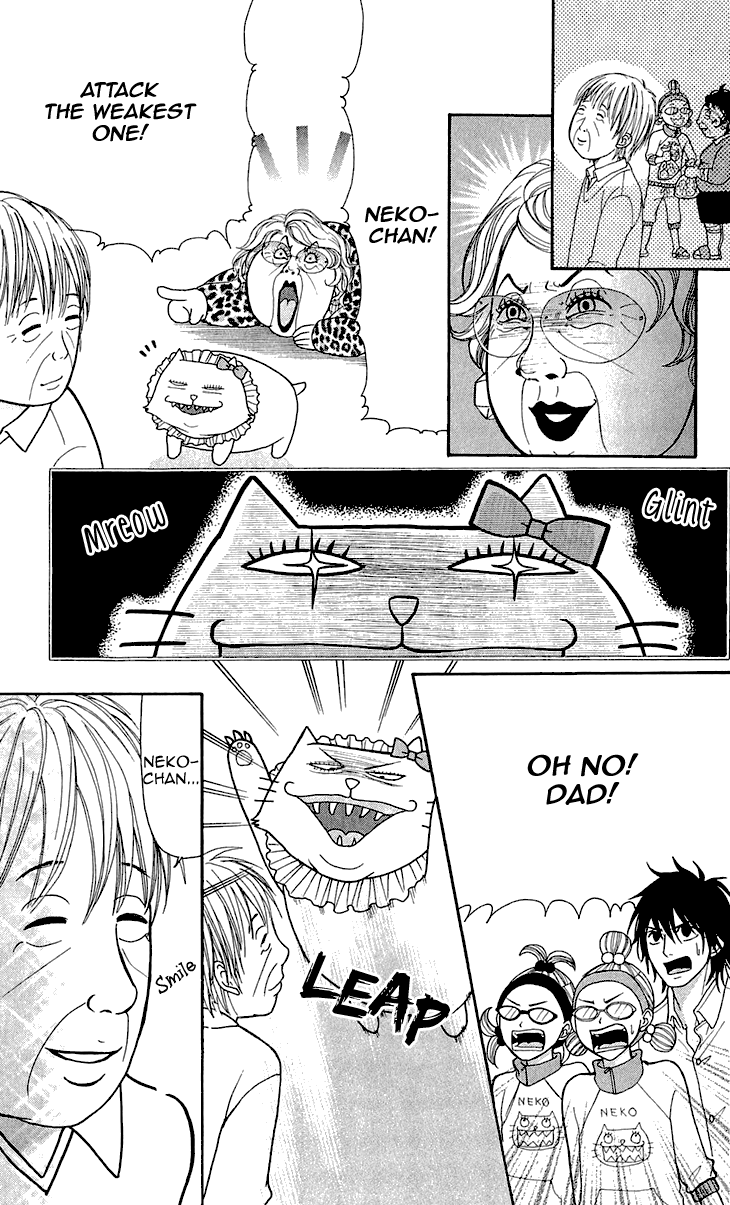 NEKO-
CHAN!
ATTACK
THE WEAKEST
ONE!
Glint
Mreow
OH NO!
DAD!
NEKO
NEKO
LEAP
NEKO-
CHAN...
Smile